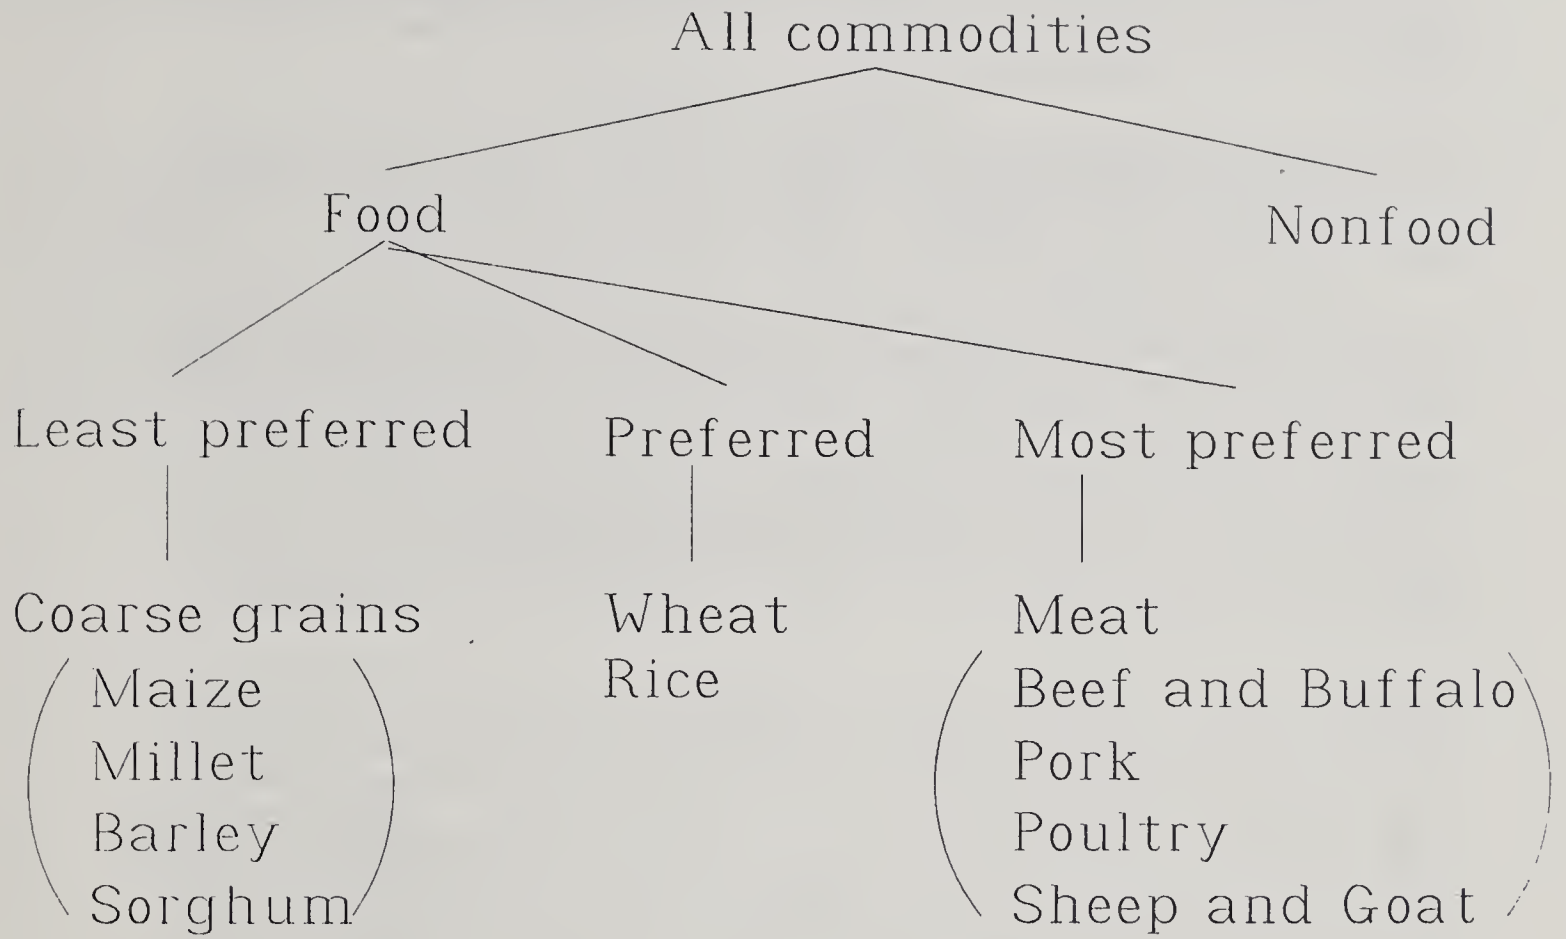 All commodities
Food
Nonfood
Least preferred
Preferred
Most preferred
Coarse grains
Maize
Millet
Barley
Sorghum
Wheat
Rice
Meat
Beef and Buffalo
Pork
Poultry
Sheep and Goat